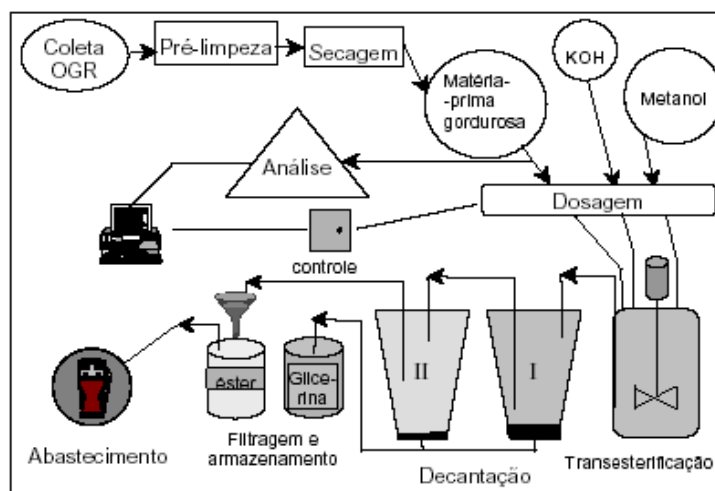 Coleta
OGR
Pré-limpeza
Secagem
Matéria-
-prima
gordurosa
KOH
Metanol
Análise
Dosagem
controle
II
I
éster
Glice-
rina
Abastecimento
Filtragem e
armazenamento
Decantação
Transesterificação